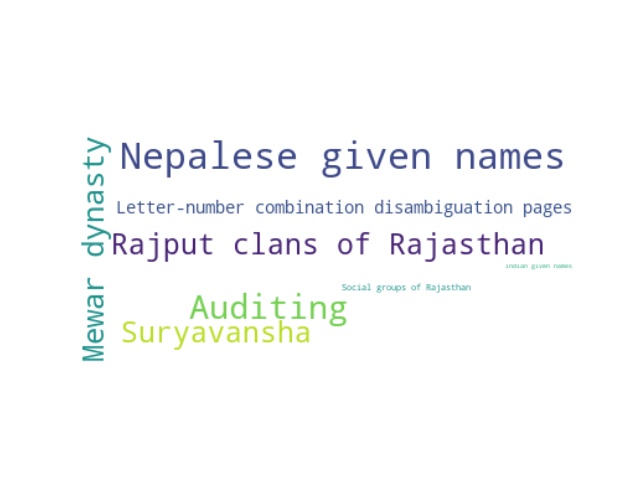 Mewar dynasty
Nepalese given names
Letter-number combination disambiguation pages
Rajput clans of Rajasthan
Indian given names
Social groups of Rajasthan
Auditing
Suryavansha